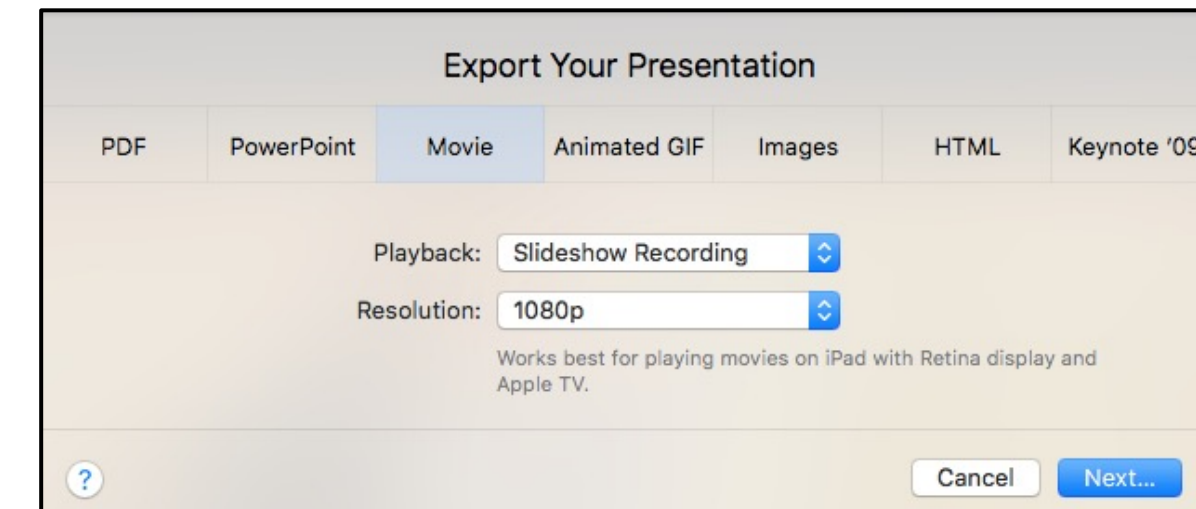 Export Your Presentation
PDF PowerPoint Movie Animated GIF Images HTML Keynote '09
Playback: Slideshow Recording
Resolution: 1080p
Works best for playing movies on iPad with Retina display and
Apple TV.
? Cancel Next...